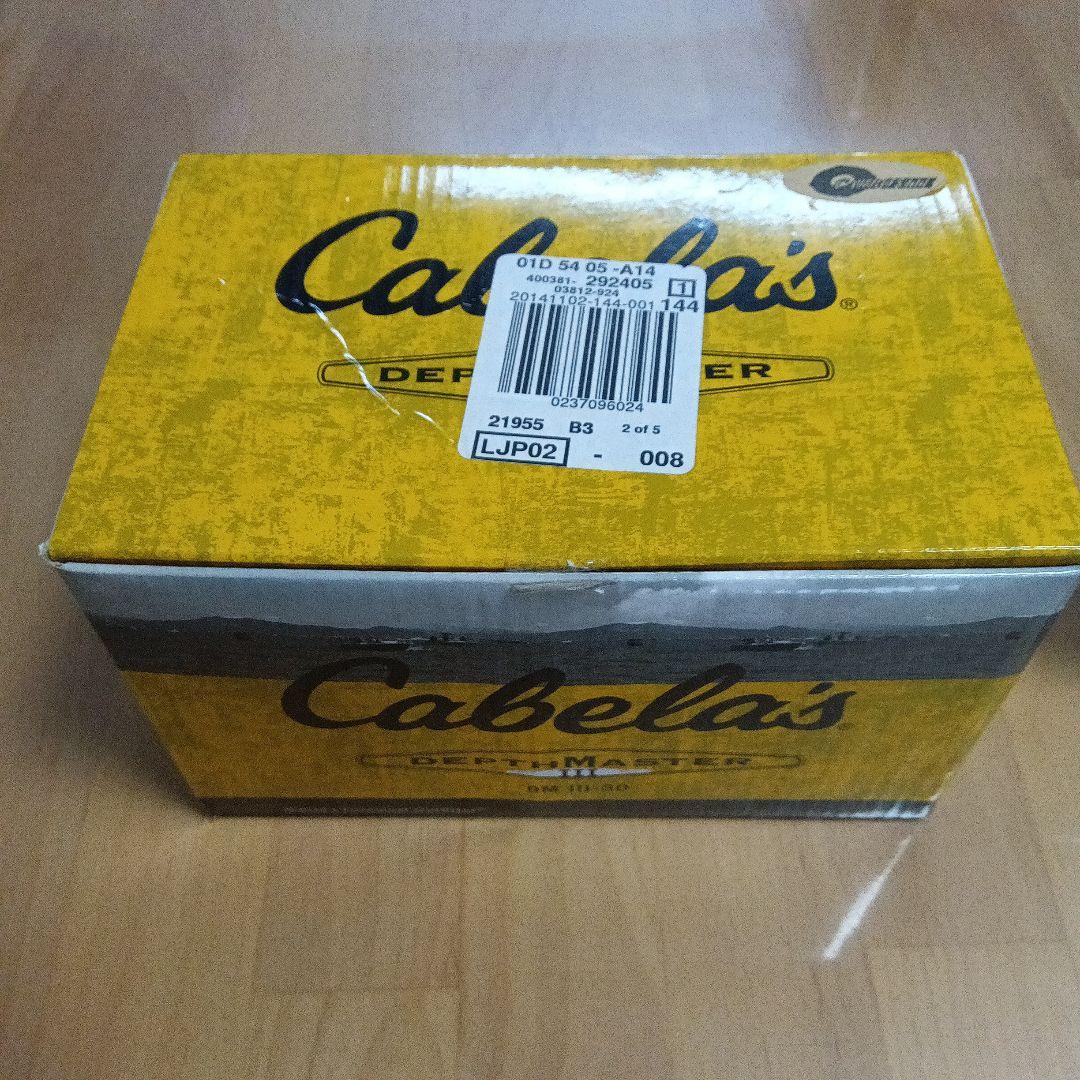 Cabela's®
01D 54 05 -A14
400381- 292405 1
03812-924
20141102-144-001 144
DEP ER
0237096024
21955 B3 2 of 5
LJP02 - 008
Cabela's
DEPTHMASTER
III
DM III-30